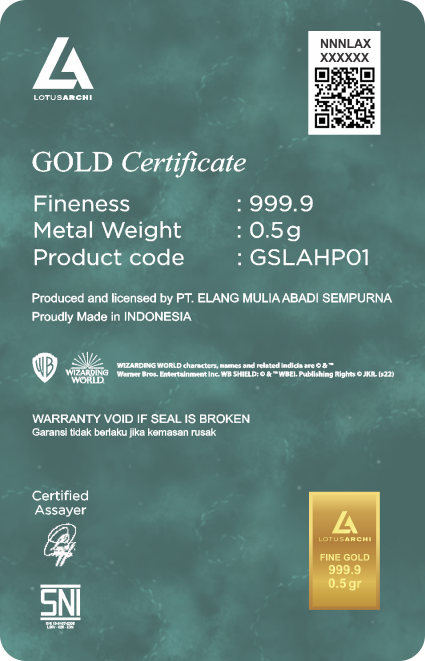 NNNLAX
XXXXXX
LOTUSARCHI
GOLD Certificate
Fineness : 999.9
Metal Weight : 0.5g
Product code : GSLAHP01
Produced and licensed by PT. ELANG MULIA ABADI SEMPURNA
Proudly Made in INDONESIA
WB
WIZARDING
WORLD
WIZARDING WORLD characters, names and related indicia are © & ™
Warner Bros. Entertainment Inc. WB SHIELD: © & ™ WBEI. Publishing Rights © JKR. (s22)
WARRANTY VOID IF SEAL IS BROKEN
Garansi tidak berlaku jika kemasan rusak
Certified
Assayer
LOTUSARCHI
FINE GOLD
999.9
0.5 gr
SNI